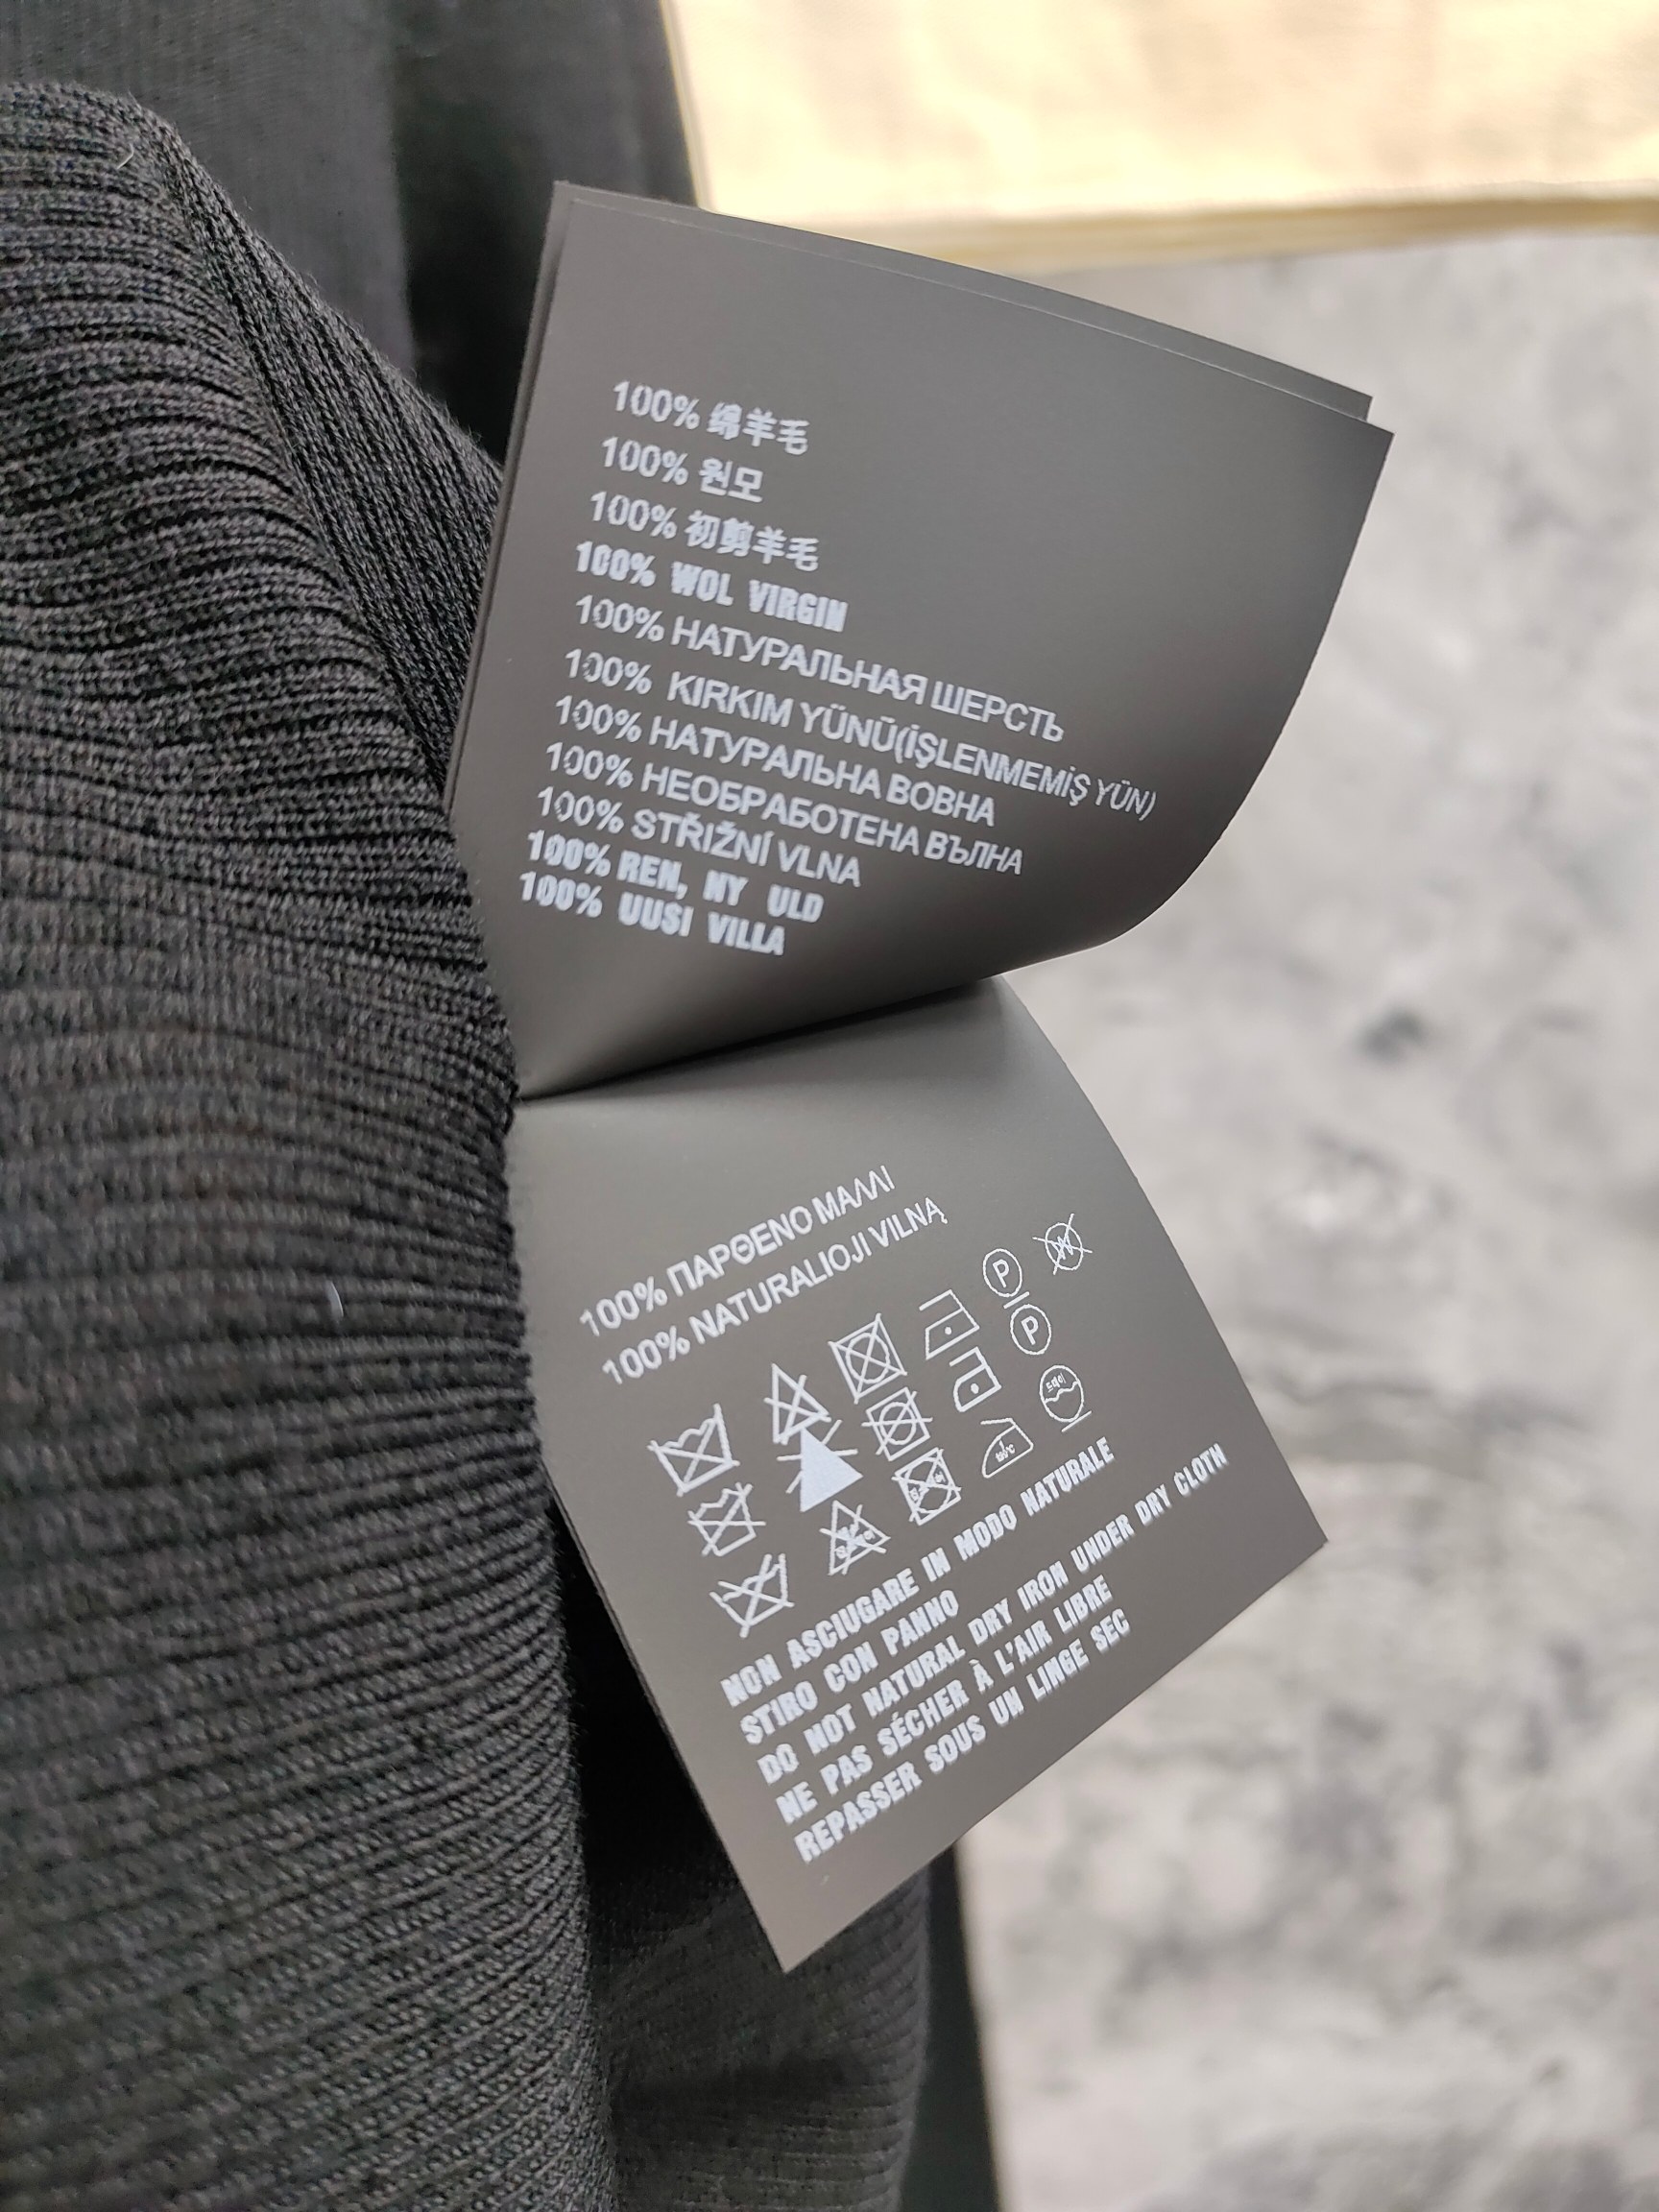 100% 绵羊毛
100% 원모
100% 初剪羊毛
100% WOL VIRGIN
100% НАТУРАЛЬНАЯ ШЕРСТЬ
100% KIRKIM YÜNÜ(İŞLENMEMİŞ YÜN)
100% НАТУРАЛЬНА ВОВНА
100% НЕОБРАБОТЕНА ВЪЛНА
100% STŘIŽNÍ VLNA
100% REN, NY ULD
100% UUSI VILLA
100% ΠΑΡΘΕΝΟ ΜΑΛΛΙ
100% NATURALIOJI VILNĄ
P
W
P
드라이
NON ASCIUGARE IN MODO NATURALE
STIRO CON PANNO
DO NOT NATURAL DRY IRON UNDER DRY CLOTH
NE PAS SÉCHER À L'AIR LIBRE
REPASSER SOUS UN LINGE SEC